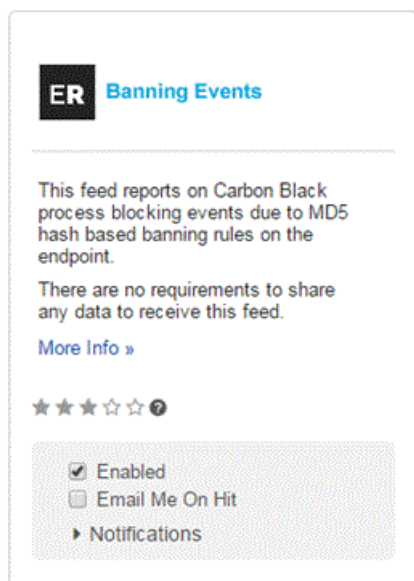 ER Banning Events
This feed reports on Carbon Black
process blocking events due to MD5
hash based banning rules on the
endpoint.
There are no requirements to share
any data to receive this feed.
More Info »
Enabled
Email Me On Hit
Notifications